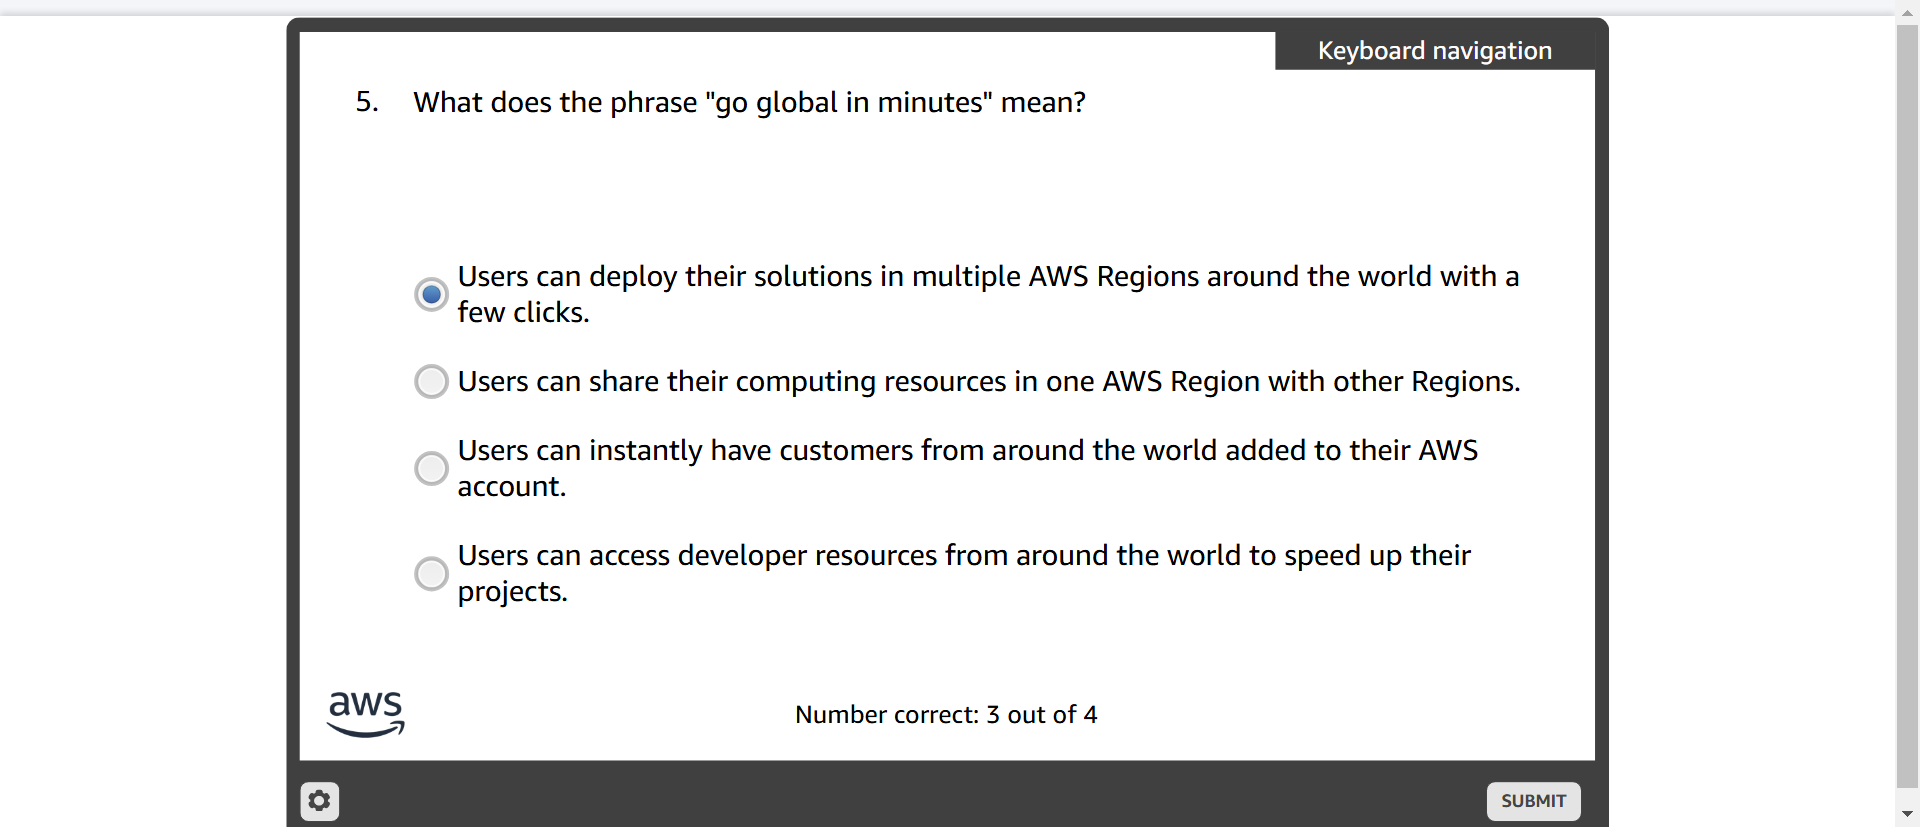 Keyboard navigation
5. What does the phrase "go global in minutes" mean?
Users can deploy their solutions in multiple AWS Regions around the world with a
few clicks.
Users can share their computing resources in one AWS Region with other Regions.
Users can instantly have customers from around the world added to their AWS
account.
Users can access developer resources from around the world to speed up their
projects.
aws
Number correct: 3 out of 4
SUBMIT